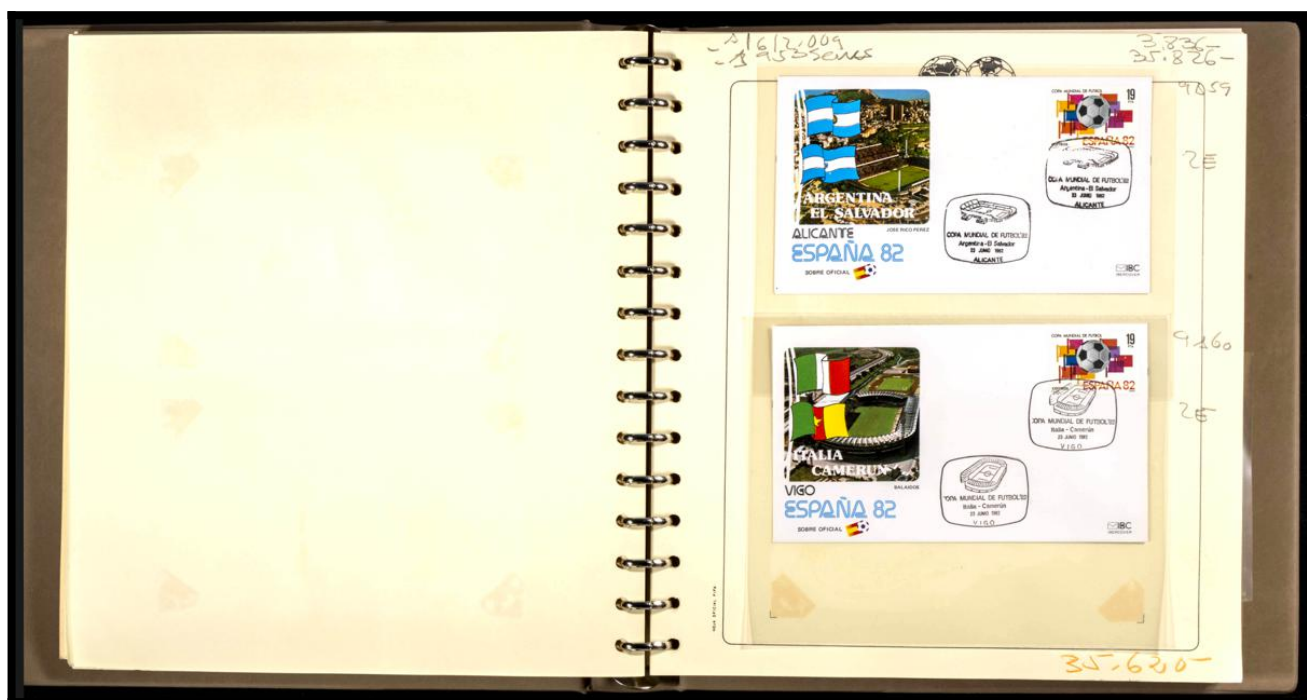 1/6/2.009
3.836-
35.826-
9059
COPA MUNDIAL DE FUTBOL
19
ESPAÑA 82
2E
COPA MUNDIAL DE FUTBOL'82
Argentina-El Salvador
23 JUNIO 1982
ALICANTE
ARGENTINA
EL SALVADOR
ALICANTE
JOSE RICO PEREZ
ESPAÑA 82
SOBRE OFICIAL
COPA MUNDIAL DE FUTBOL'82
Argentina-El Salvador
23 JUNIO 1982
ALICANTE
IBC
COPA MUNDIAL DE FUTBOL
19
ESPAÑA 82
9160
2E
COPA MUNDIAL DE FUTBOL'82
Italia - Camerún
23 JUNIO 1982
VIGO
ITALIA
CAMERUN
VIGO
BALAIDOS
ESPAÑA 82
SOBRE OFICIAL
COPA MUNDIAL DE FUTBOL'82
Italia - Camerún
23 JUNIO 1982
VIGO
IBC
35.620-